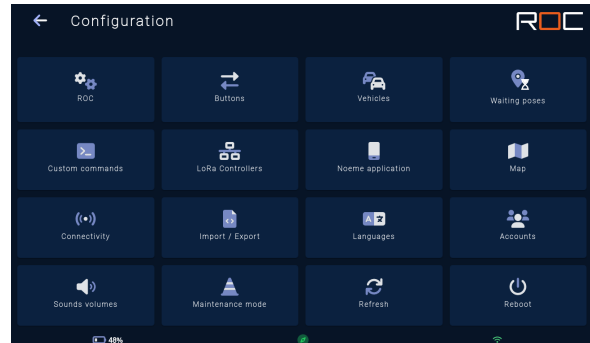 Configuration
ROC
ROC
Buttons
Vehicles
Waiting poses
Custom commands
LoRa Controllers
Noeme application
Map
Connectivity
Import / Export
Languages
Accounts
Sounds volumes
Maintenance mode
Refresh
Reboot
48%